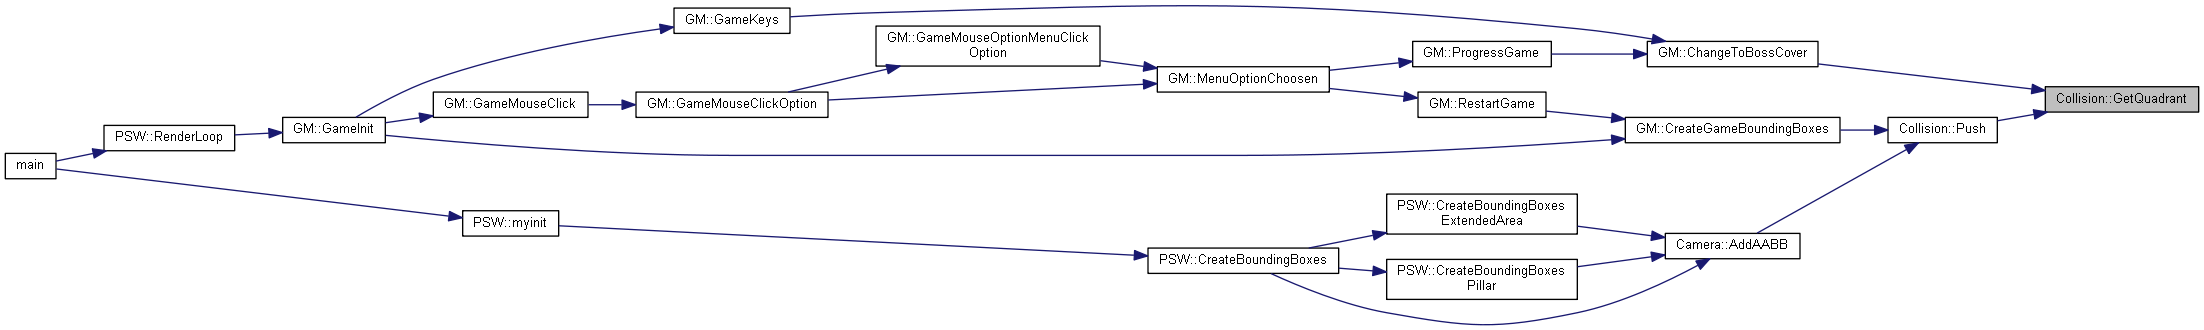 GM::GameKeys
GM::GameMouseOptionMenuClick
Option
GM::ProgressGame
GM::ChangeToBossCover
GM::MenuOptionChoosen
Collision::GetQuadrant
GM::GameMouseClick
GM::GameMouseClickOption
GM::RestartGame
GM::GameInit
GM::CreateGameBoundingBoxes
Collision::Push
PSW::RenderLoop
main
PSW::CreateBoundingBoxes
ExtendedArea
PSW::myinit
Camera::AddAABB
PSW::CreateBoundingBoxes
PSW::CreateBoundingBoxes
Pillar